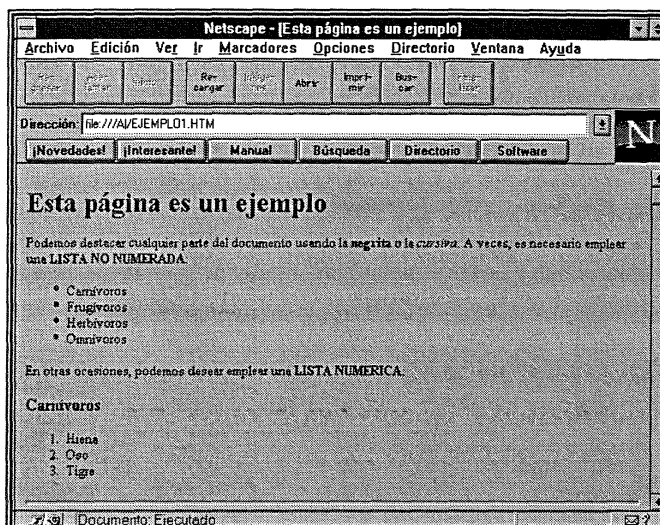 Netscape - [Esta página es un ejemplo]
Archivo Edición Ver Ir Marcadores Opciones Directorio Ventana Ayuda
Re-
cargar
Abrir
Impri-
mir
Bus-
car
Dirección: file:///A|/EJEMPLO1.HTM
N
¡Novedades! ¡Interesante! Manual Búsqueda Directorio Software
Esta página es un ejemplo
Podemos destacar cualquier parte del documento usando la negrita o la cursiva. A veces, es necesario emplear
una LISTA NO NUMERADA:
• Carnívoros
• Frugívoros
• Herbívoros
• Omnívoros
En otras ocasiones, podemos desear emplear una LISTA NUMERICA:
Carnívoros
1. Hiena
2. Oso
3. Tigre
Documento: Ejecutado